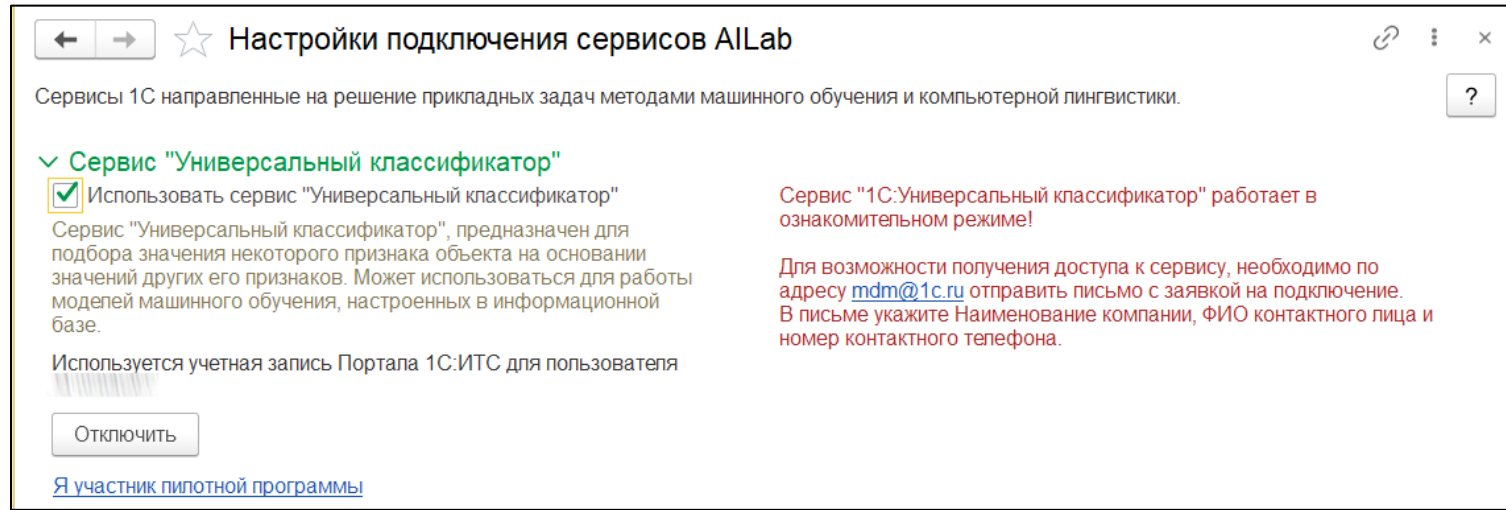 Настройки подключения сервисов AILab
Сервисы 1С направленные на решение прикладных задач методами машинного обучения и компьютерной лингвистики.
?
Сервис "Универсальный классификатор"
Использовать сервис "Универсальный классификатор"
Сервис "Универсальный классификатор", предназначен для
подбора значения некоторого признака объекта на основании
значений других его признаков. Может использоваться для работы
моделей машинного обучения, настроенных в информационной
базе.
Используется учетная запись Портала 1С:ИТС для пользователя
Отключить
Я участник пилотной программы
Сервис "1С:Универсальный классификатор" работает в
ознакомительном режиме!
Для возможности получения доступа к сервису, необходимо по
адресу mdm@1c.ru отправить письмо с заявкой на подключение.
В письме укажите Наименование компании, ФИО контактного лица и
номер контактного телефона.